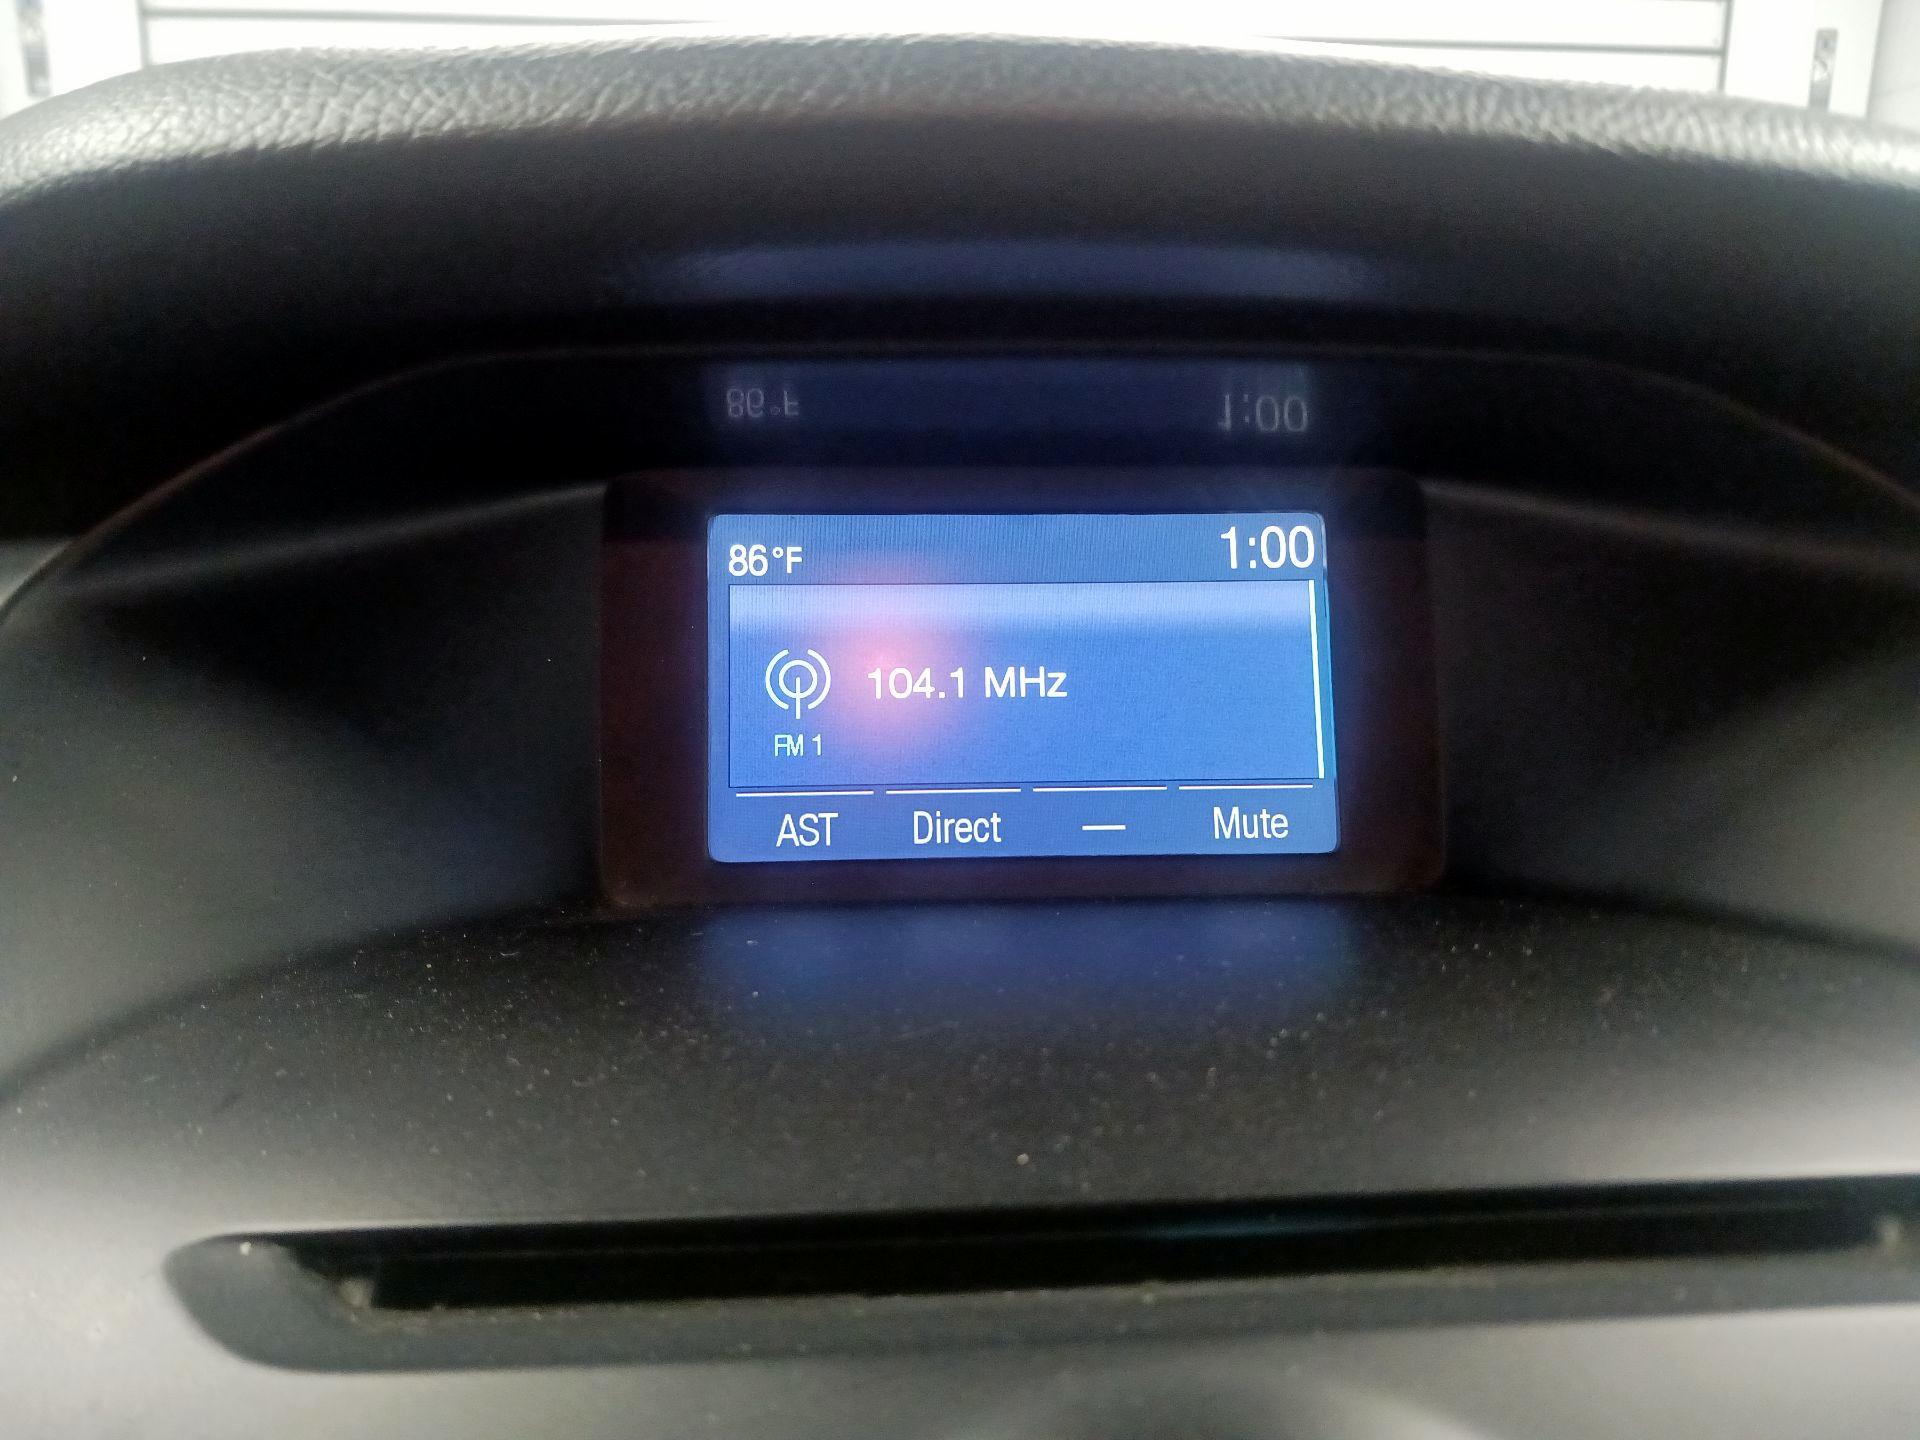 86°F 1:00
104.1 MHz
FM 1
AST Direct — Mute